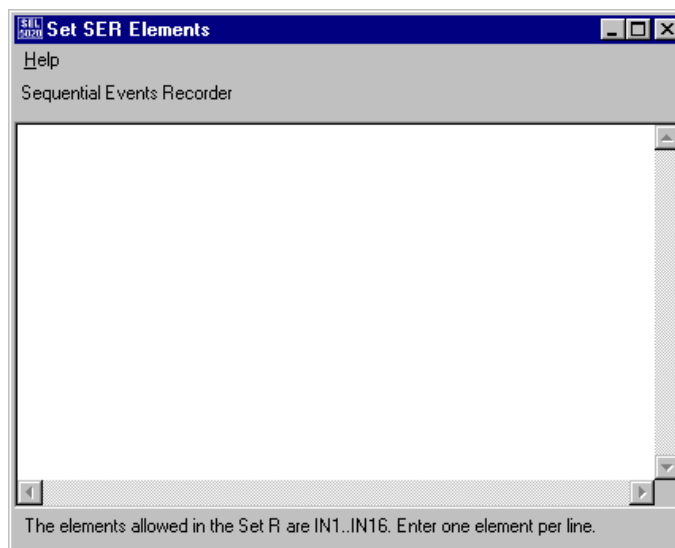 SEL
5020
Set SER Elements
Help
Sequential Events Recorder
The elements allowed in the Set R are IN1..IN16. Enter one element per line.